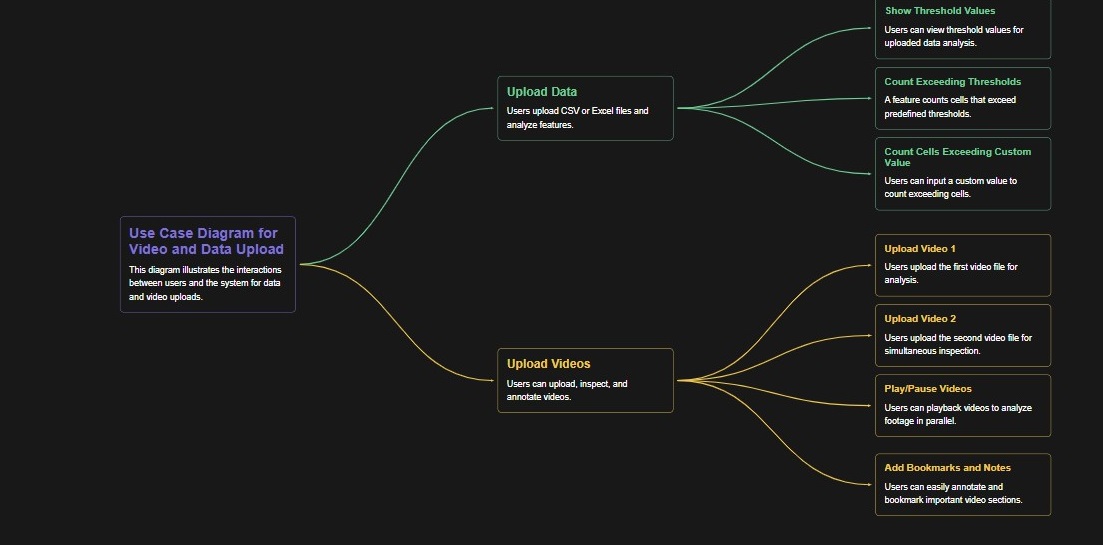 Use Case Diagram for
Video and Data Upload
This diagram illustrates the interactions
between users and the system for data
and video uploads.
Upload Data
Users upload CSV or Excel files and
analyze features.
Show Threshold Values
Users can view threshold values for
uploaded data analysis.
Count Exceeding Thresholds
A feature counts cells that exceed
predefined thresholds.
Count Cells Exceeding Custom
Value
Users can input a custom value to
count exceeding cells.
Upload Videos
Users can upload, inspect, and
annotate videos.
Upload Video 1
Users upload the first video file for
analysis.
Upload Video 2
Users upload the second video file for
simultaneous inspection.
Play/Pause Videos
Users can playback videos to analyze
footage in parallel.
Add Bookmarks and Notes
Users can easily annotate and
bookmark important video sections.